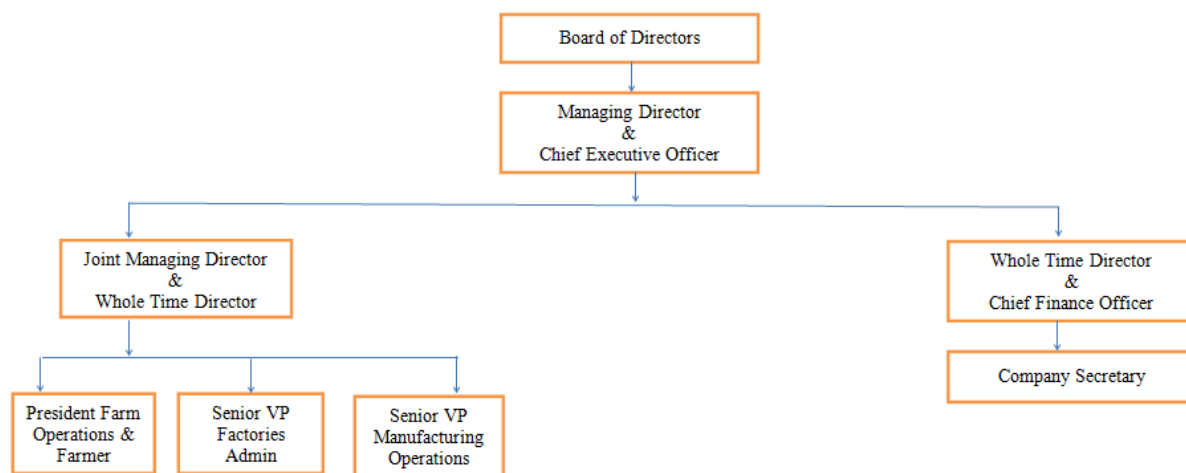 Board of Directors
Managing Director
&
Chief Executive Officer
Joint Managing Director
&
Whole Time Director
Whole Time Director
&
Chief Finance Officer
President Farm
Operations &
Farmer
Senior VP
Factories
Admin
Senior VP
Manufacturing
Operations
Company Secretary